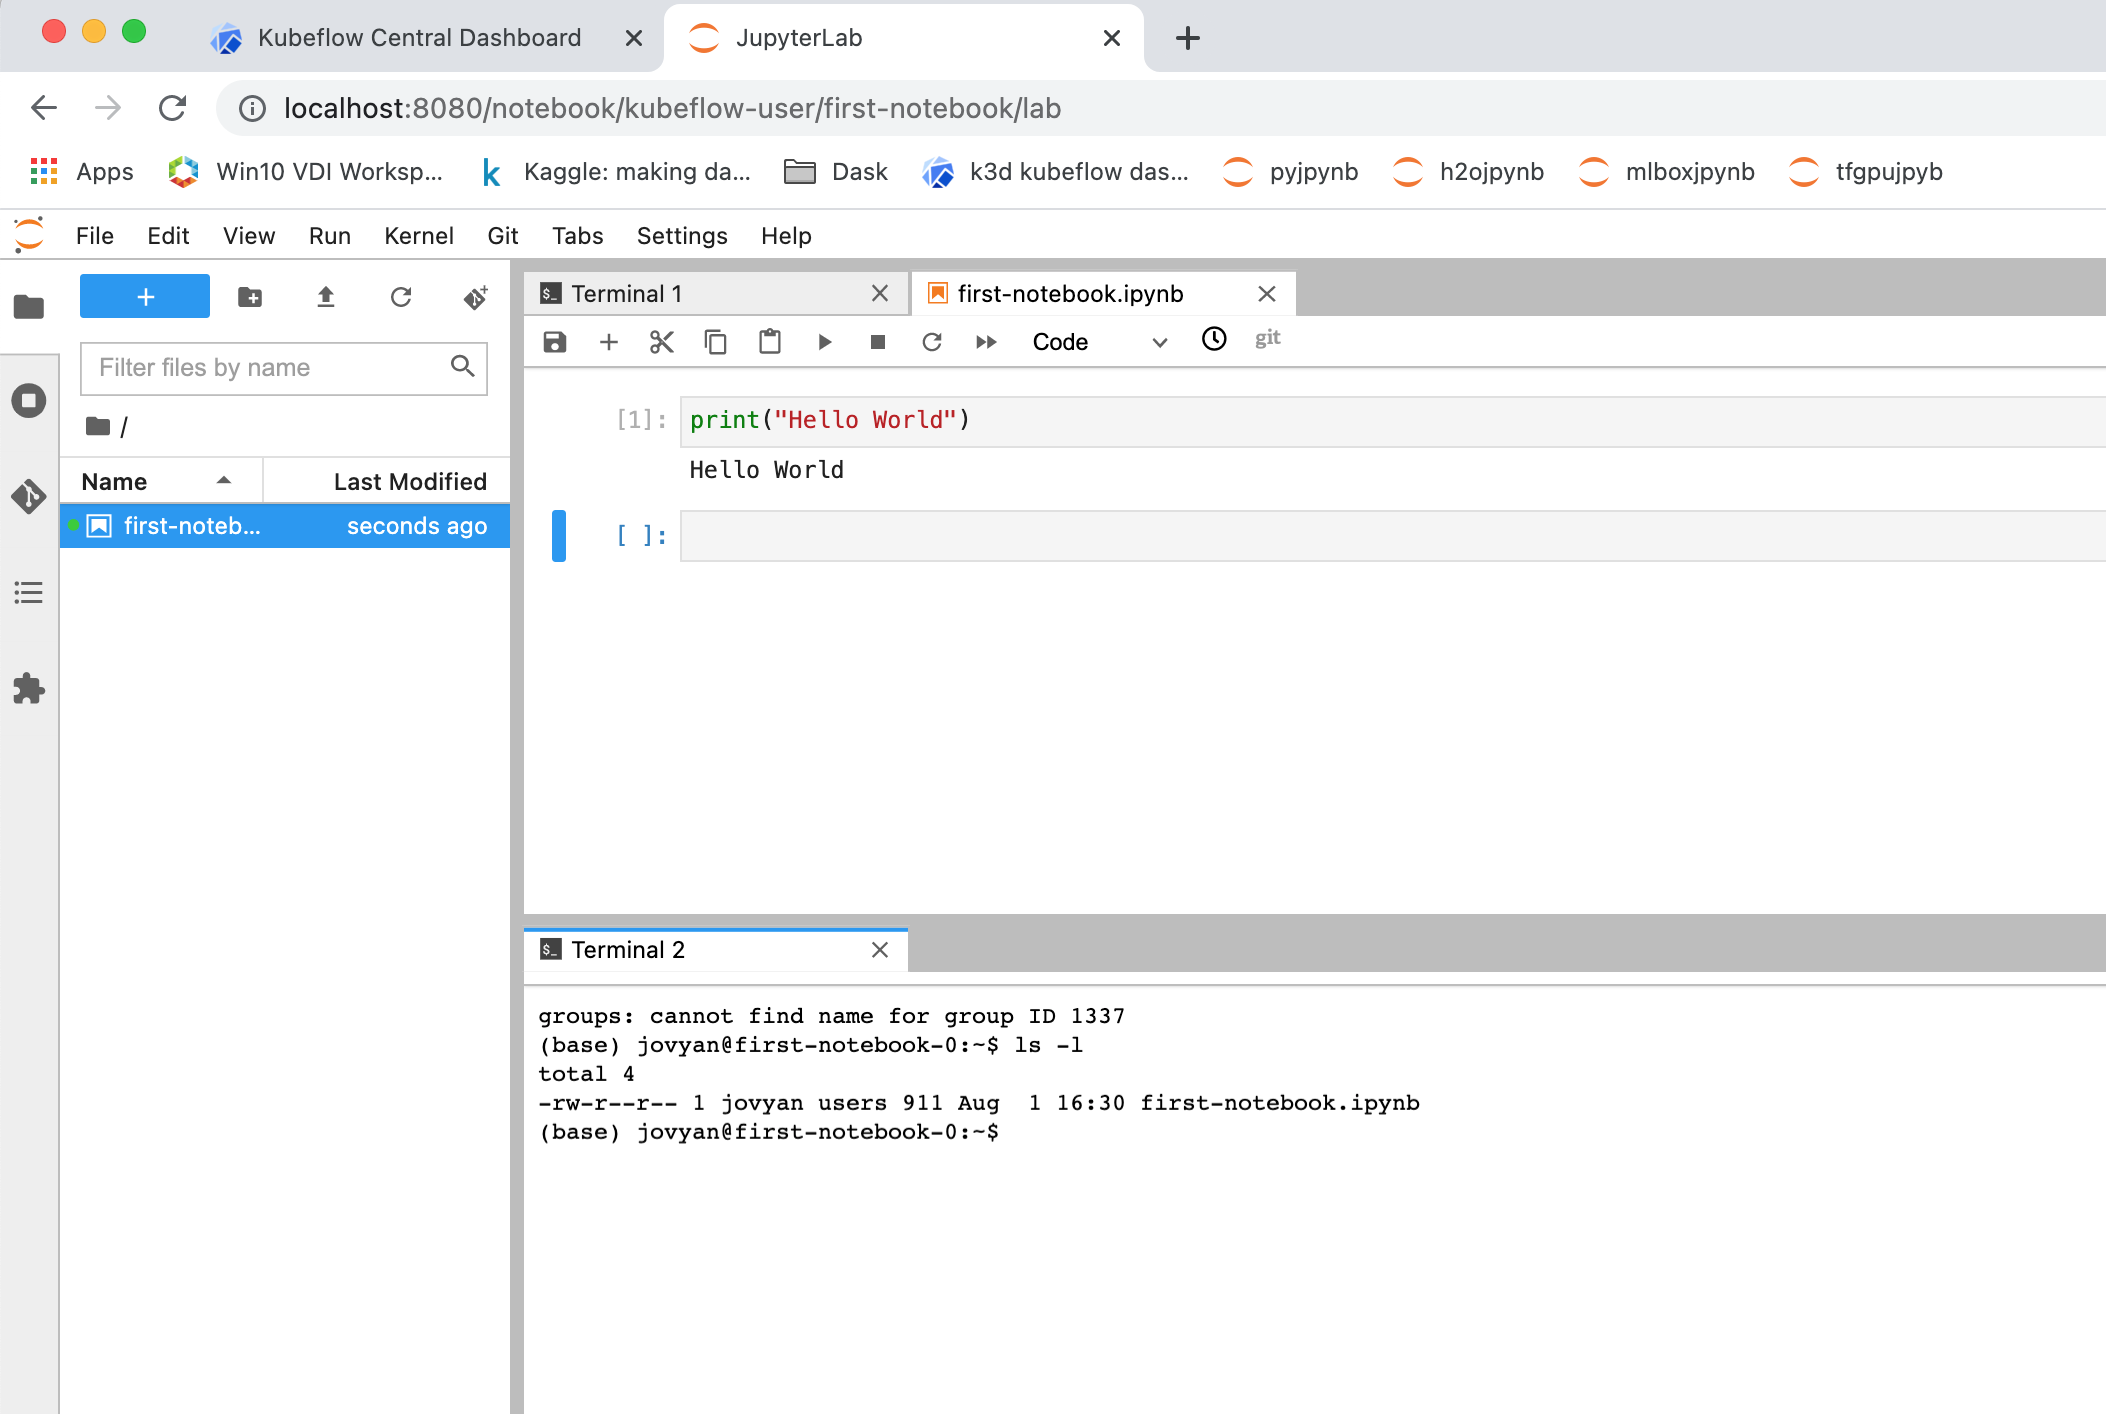 Kubeflow Central Dashboard
JupyterLab
localhost:8080/notebook/kubeflow-user/first-notebook/lab
Apps
Win10 VDI Worksp...
k
Kaggle: making da...
Dask
k3d kubeflow das...
pyjpynb
h2ojpynb
mlboxjpynb
tfgpujpyb
File Edit View Run Kernel Git Tabs Settings Help
Filter files by name
/
Name Last Modified
first-noteb... seconds ago
$_ Terminal 1
first-notebook.ipynb
Code
git
[1]: print("Hello World")
Hello World
[ ]:
$_ Terminal 2
groups: cannot find name for group ID 1337
(base) jovyan@first-notebook-0:~$ ls -l
total 4
-rw-r--r-- 1 jovyan users 911 Aug  1 16:30 first-notebook.ipynb
(base) jovyan@first-notebook-0:~$